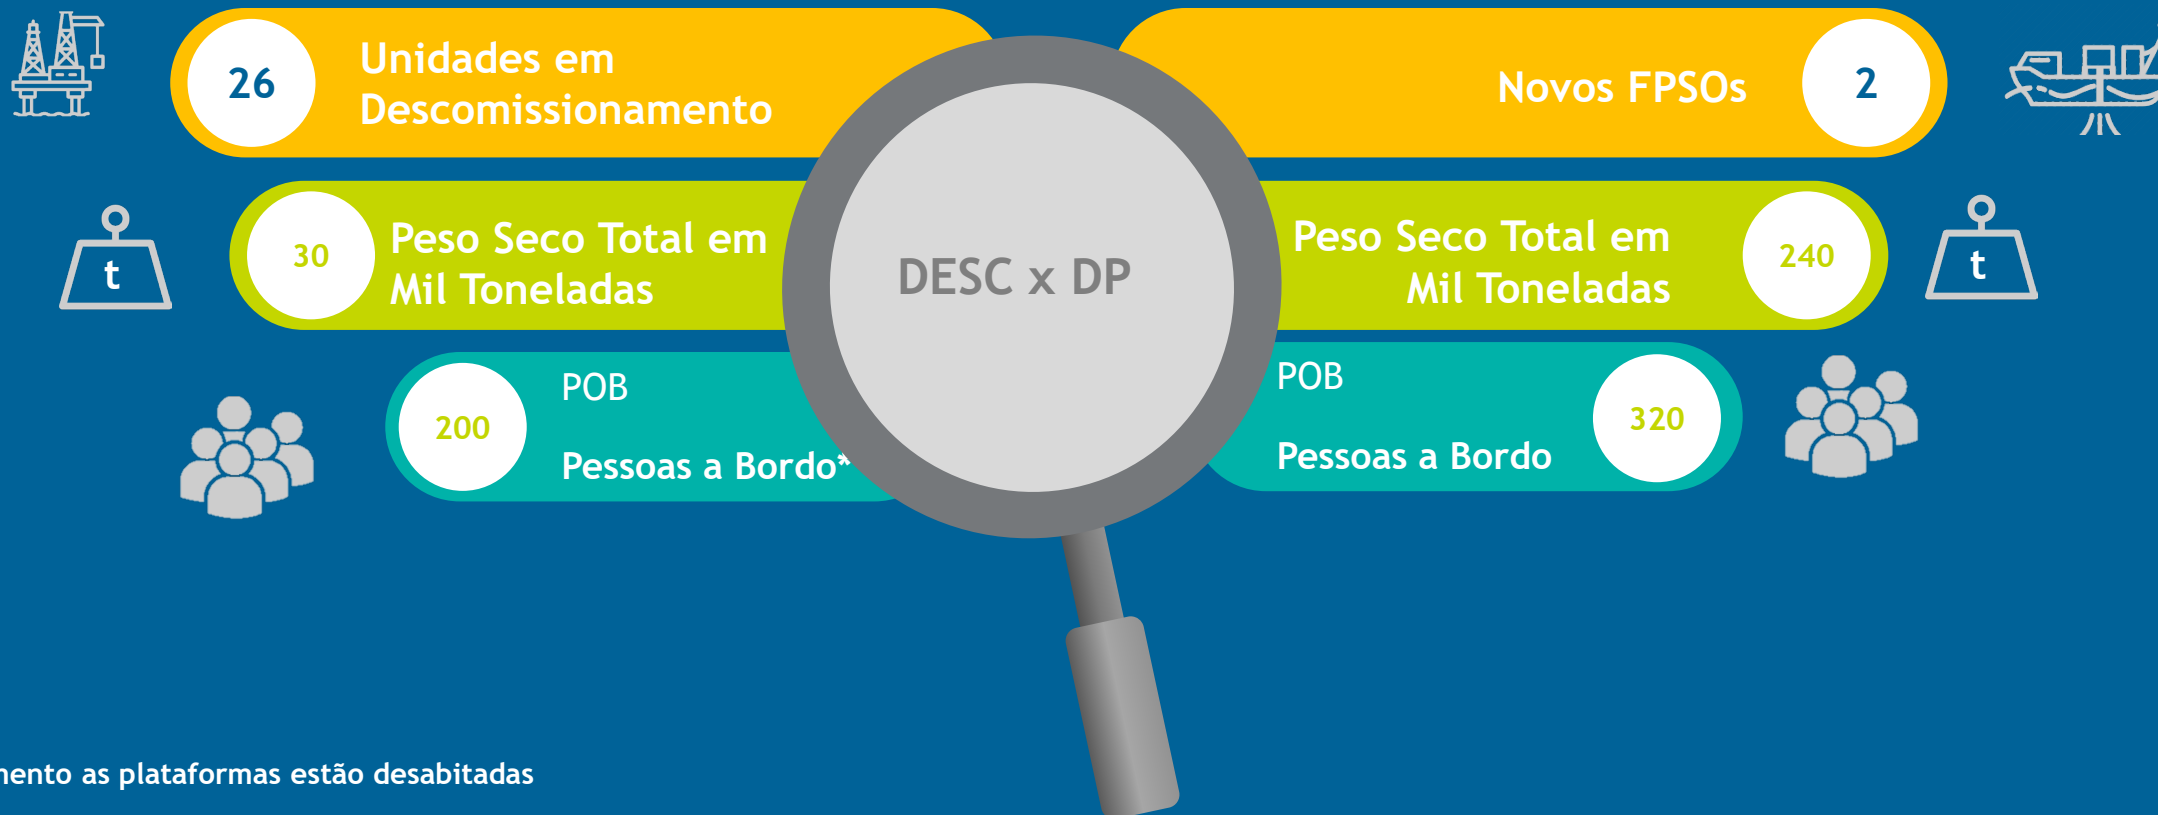 26
Unidades em
Descomissionamento
Novos FPSOs
2
t
30
Peso Seco Total em
Mil Toneladas
DESC x DP
Peso Seco Total em
Mil Toneladas
240
t
200
POB
Pessoas a Bordo*
POB
Pessoas a Bordo
320
as plataformas estão desabitadas